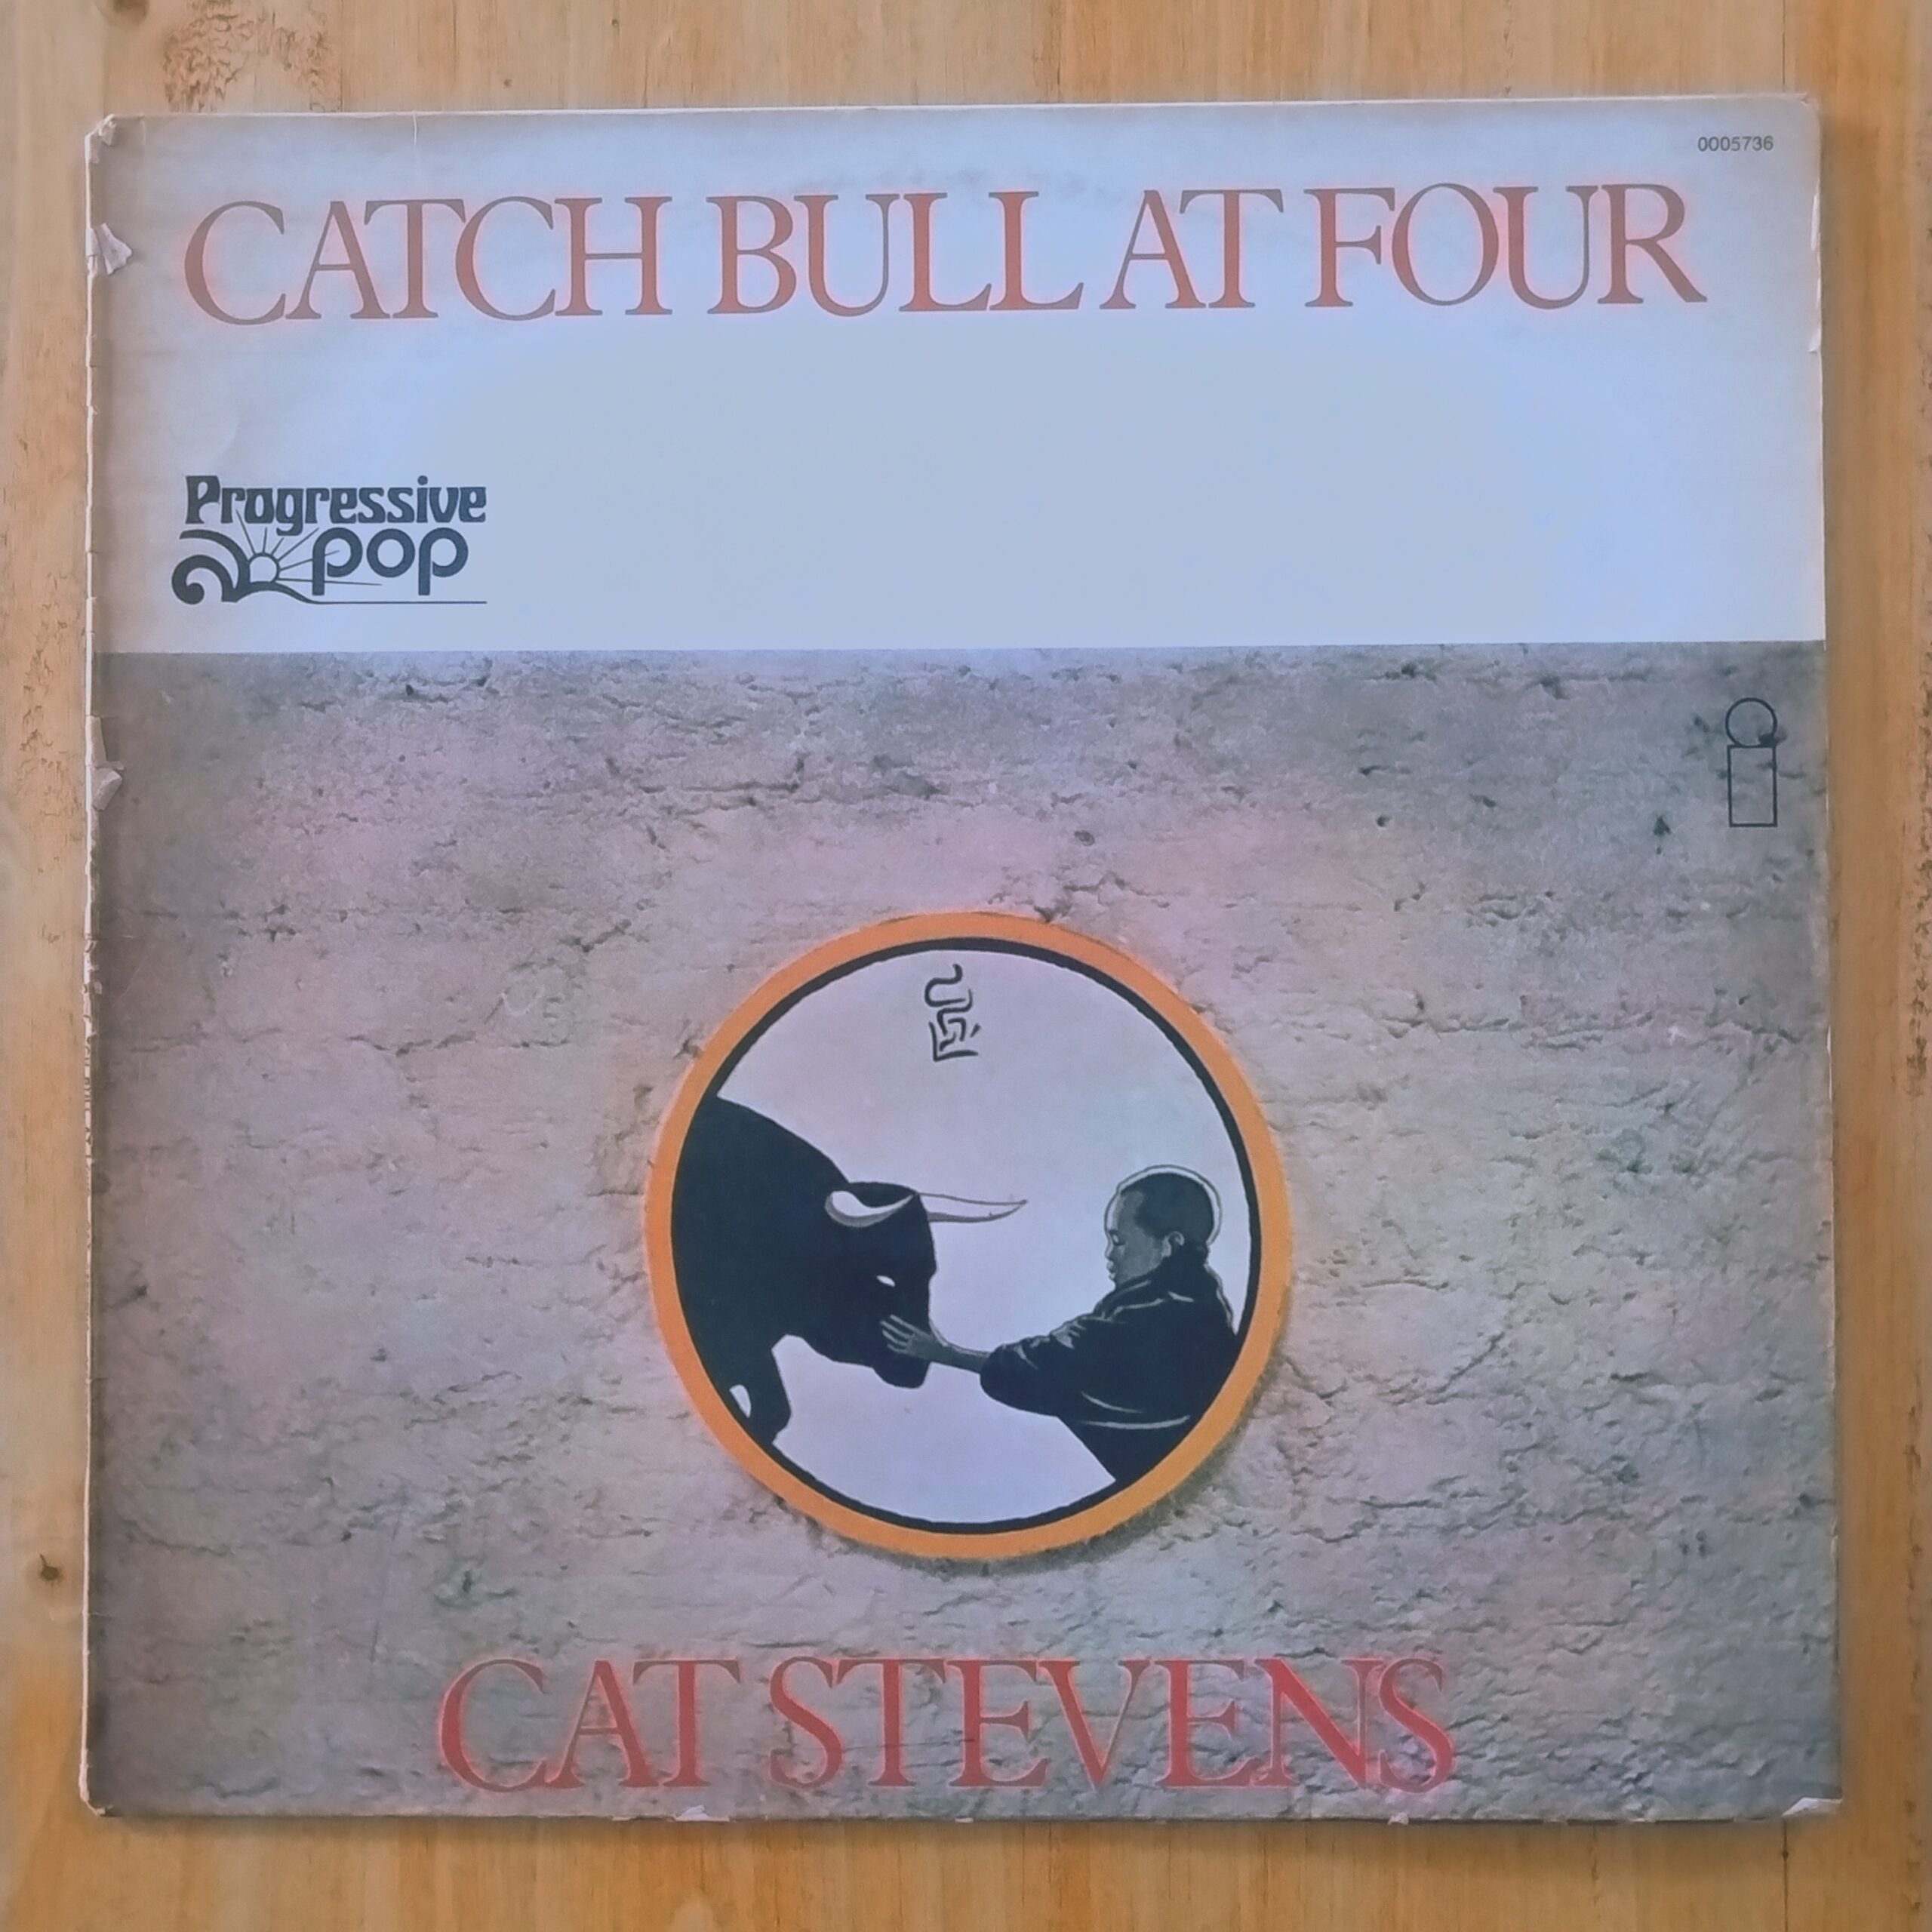 0005736
CATCH BULL AT FOUR
Progressive
pop
CAT STEVENS